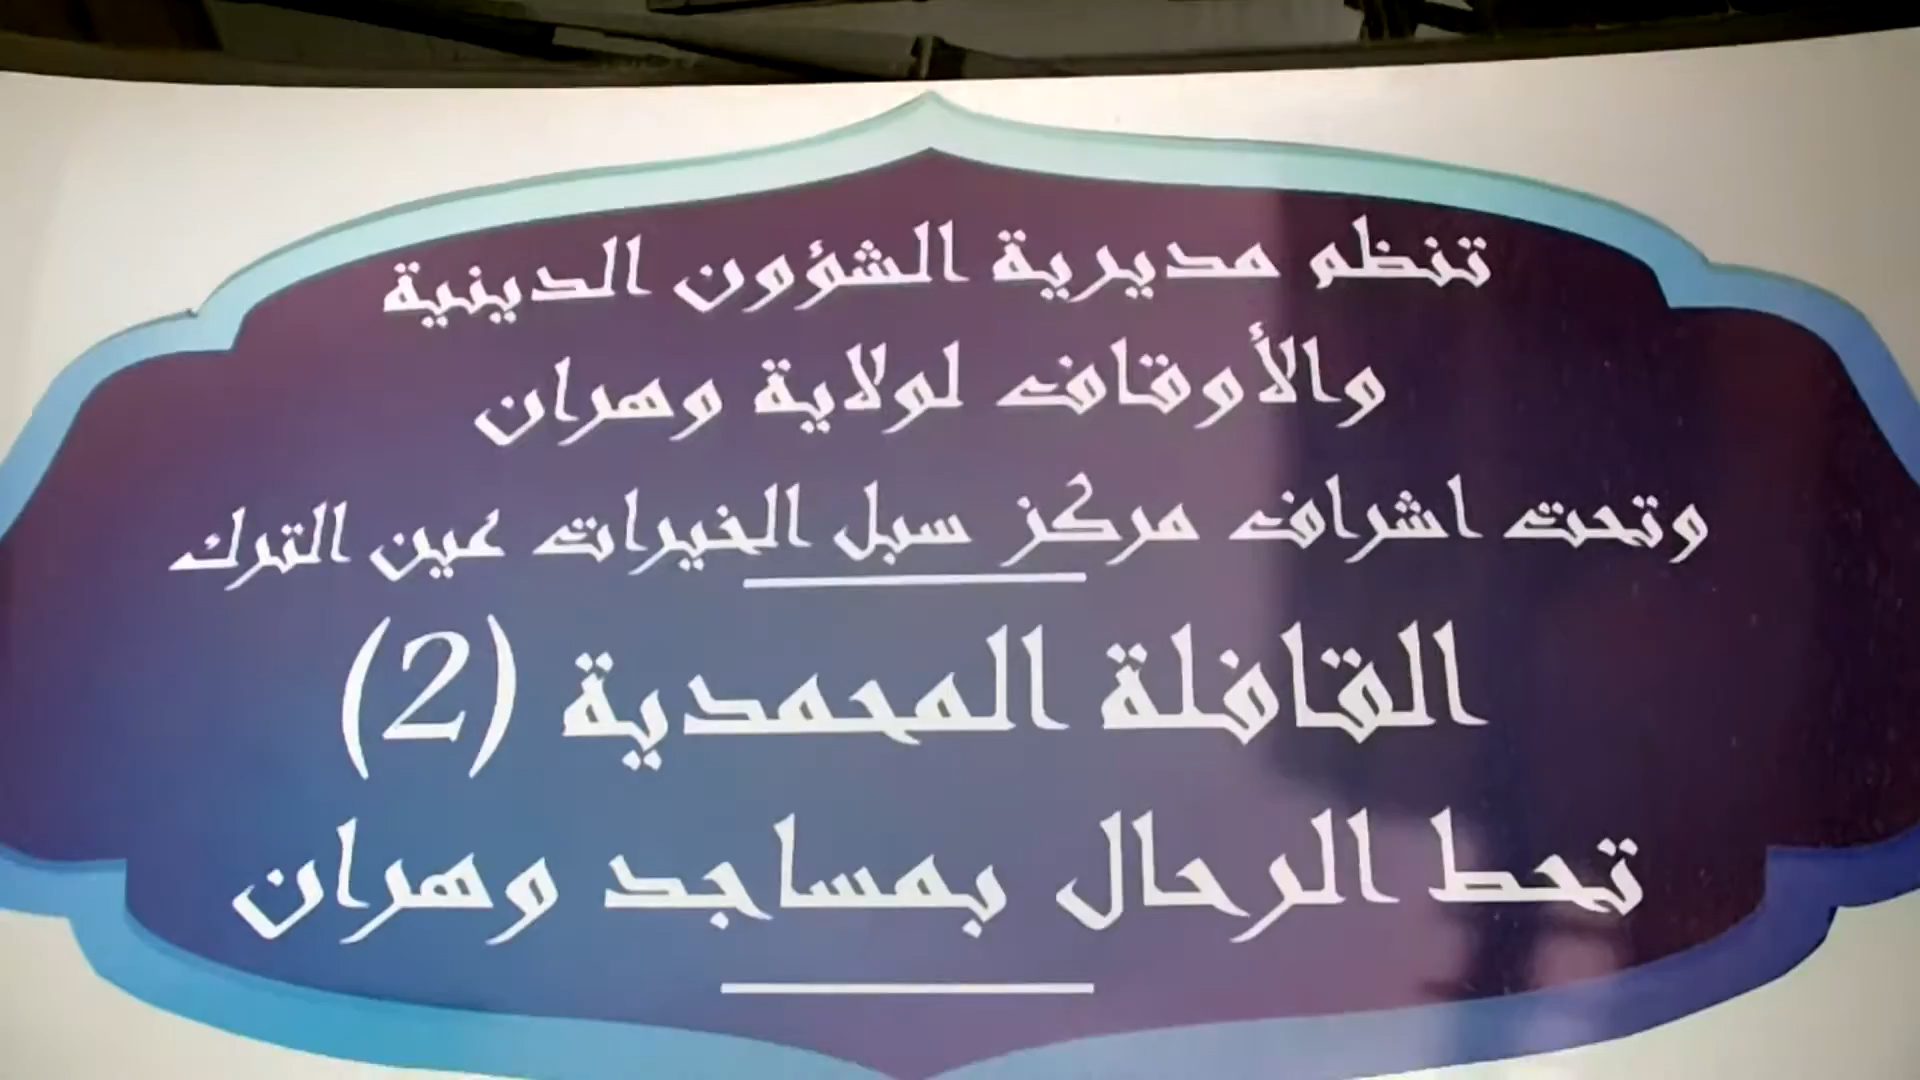 تنظم مديرية الشؤون الدينية
والأوقاف لولاية وهران
وتحت اشراف مركز سبل الخيرات عين الترك
القافلة المحمدية (2)
تحط الرحال بمساجد وهران